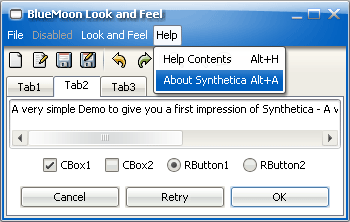 BlueMoon Look and Feel
File Disabled Look and Feel Help
Help Contents Alt+H
About Synthetica Alt+A
Tab1 Tab2 Tab3
A very simple Demo to give you a first impression of Synthetica - A v
CBox1 CBox2 RButton1 RButton2
Cancel Retry OK